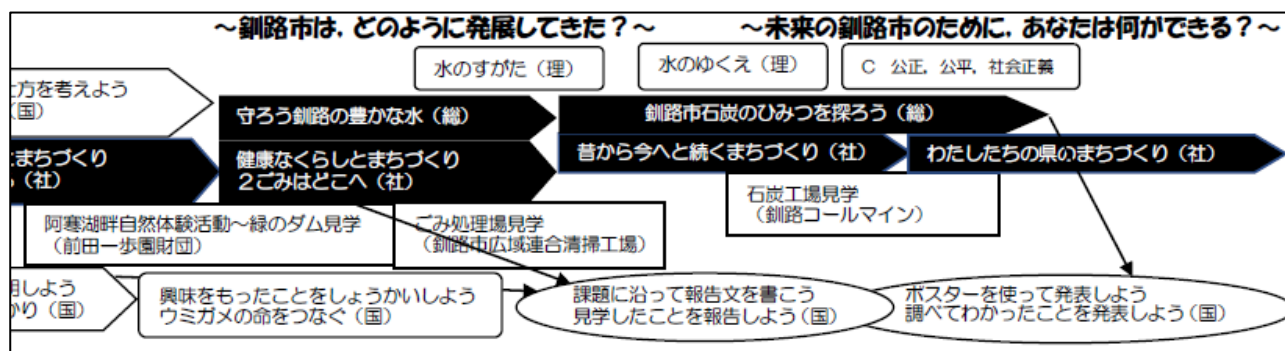 ～釧路市は，どのように発展してきた？～
～未来の釧路市のために，あなたは何ができる？～
水のすがた（理）
水のゆくえ（理）
C 公正，公平，社会正義
方を考えよう
国）
守ろう釧路の豊かな水（総）
釧路市石炭のひみつを探ろう（総）
まちづくり
（社）
健康なくらしとまちづくり
２ごみはどこへ（社）
昔から今へと続くまちづくり（社）
わたしたちの県のまちづくり（社）
阿寒湖畔自然体験活動～緑のダム見学
（前田一歩園財団）
ごみ処理場見学
（釧路市広域連合清掃工場）
石炭工場見学
（釧路コールマイン）
しよう
かり（国）
興味をもったことをしょうかいしよう
ウミガメの命をつなぐ（国）
課題に沿って報告文を書こう
見学したことを報告しよう（国）
ポスターを使って発表しよう
調べてわかったことを発表しよう（国）